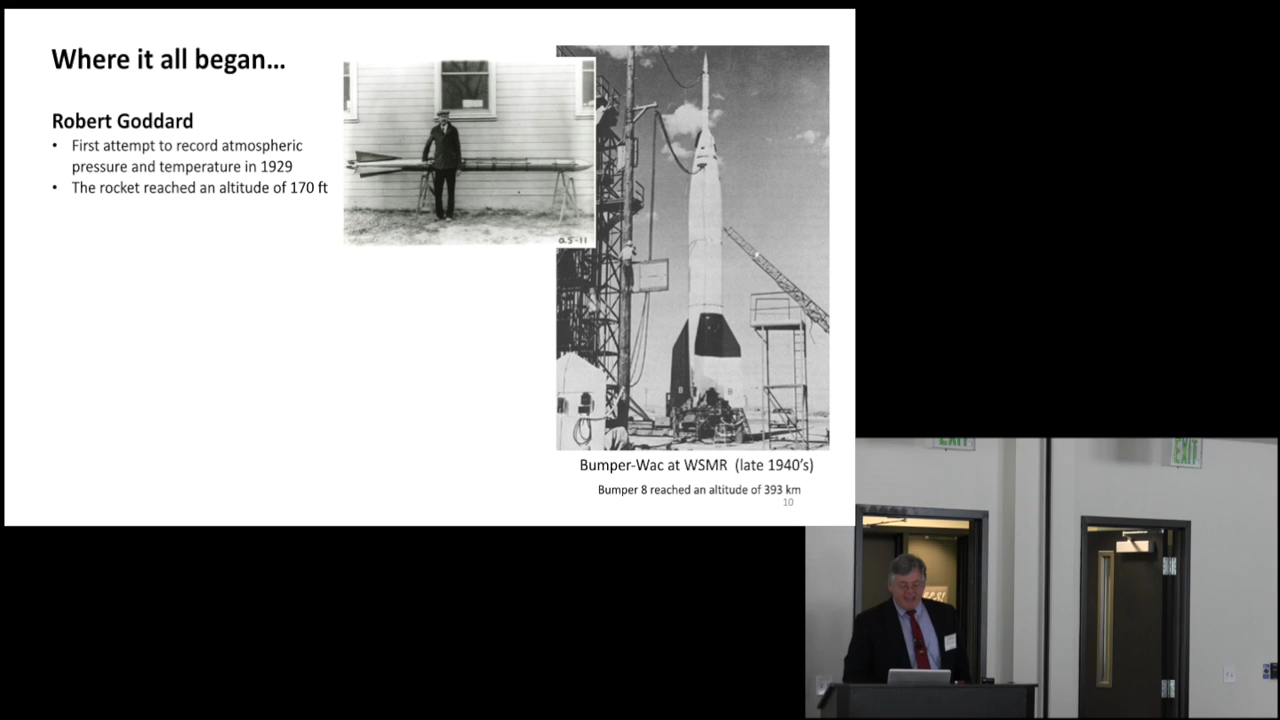 Where it all began...
Robert Goddard
• First attempt to record atmospheric
pressure and temperature in 1929
• The rocket reached an altitude of 170 ft
G.S-11
Bumper-Wac at WSMR (late 1940's)
Bumper 8 reached an altitude of 393 km
10
EXIT
EXIT